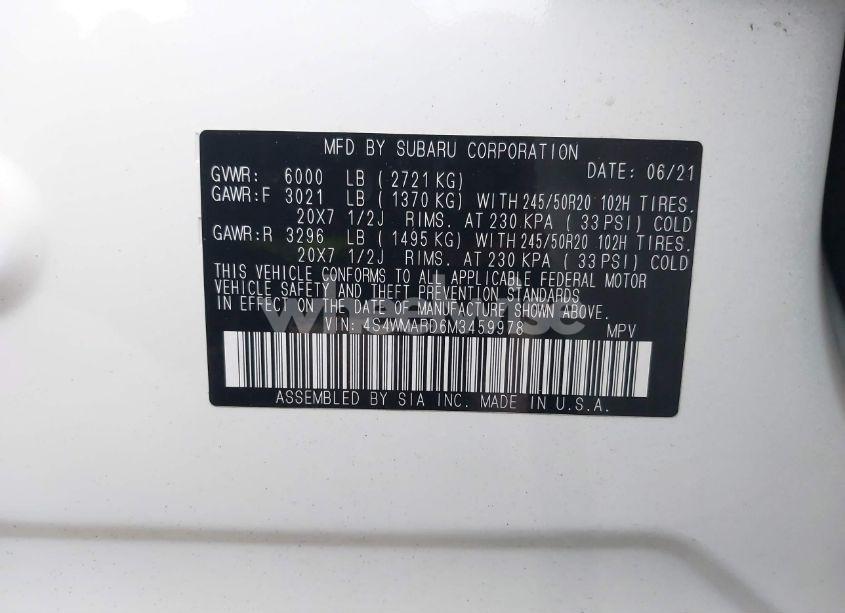 MFD BY SUBARU CORPORATION
DATE: 06/21
GVWR: 6000 LB ( 2721 KG)
GAWR:F 3021 LB ( 1370 KG) WITH 245/50R20 102H TIRES.
20X7 1/2J RIMS. AT 230 KPA ( 33 PSI) COLD
GAWR:R 3296 LB ( 1495 KG) WITH 245/50R20 102H TIRES.
20X7 1/2J RIMS. AT 230 KPA ( 33 PSI) COLD
THIS VEHICLE CONFORMS TO ALL APPLICABLE FEDERAL MOTOR
VEHICLE SAFETY AND THEFT PREVENTION STANDARDS
IN EFFECT ON THE DATE OF MANUFACTURE SHOWN ABOVE.
VIN: 4S4WMARD6M3459978
MPV
ASSEMBLED BY SIA INC. MADE IN U.S.A.